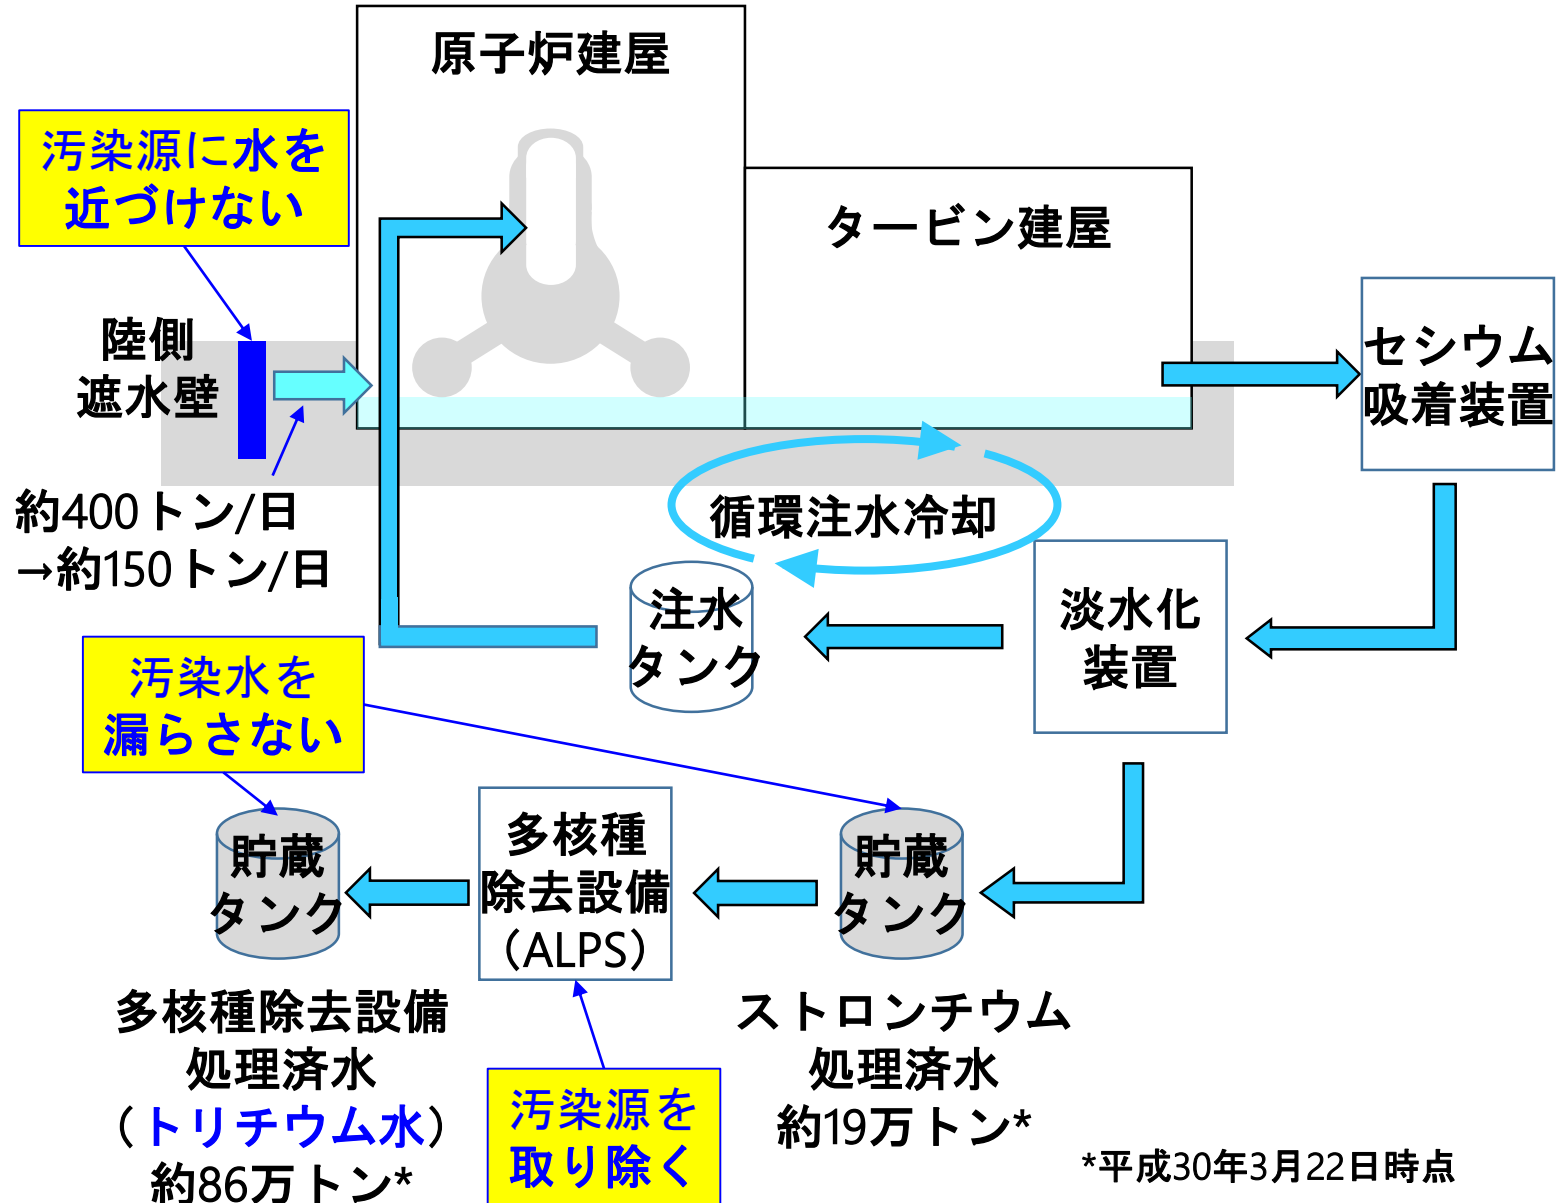 原子炉建屋
汚染源に水を
近づけない
タービン建屋
陸側
遮水壁
セシウム
吸着装置
約400トン/日
→約150トン/日
循環注水冷却
注水
タンク
淡水化
装置
汚染水を
漏らさない
貯蔵
タンク
多核種
除去設備
(ALPS)
貯蔵
タンク
多核種除去設備
処理済水
(トリチウム水)
約86万トン*
汚染源を
取り除く
ストロンチウム
処理済水
約19万トン*
*平成30年3月22日時点